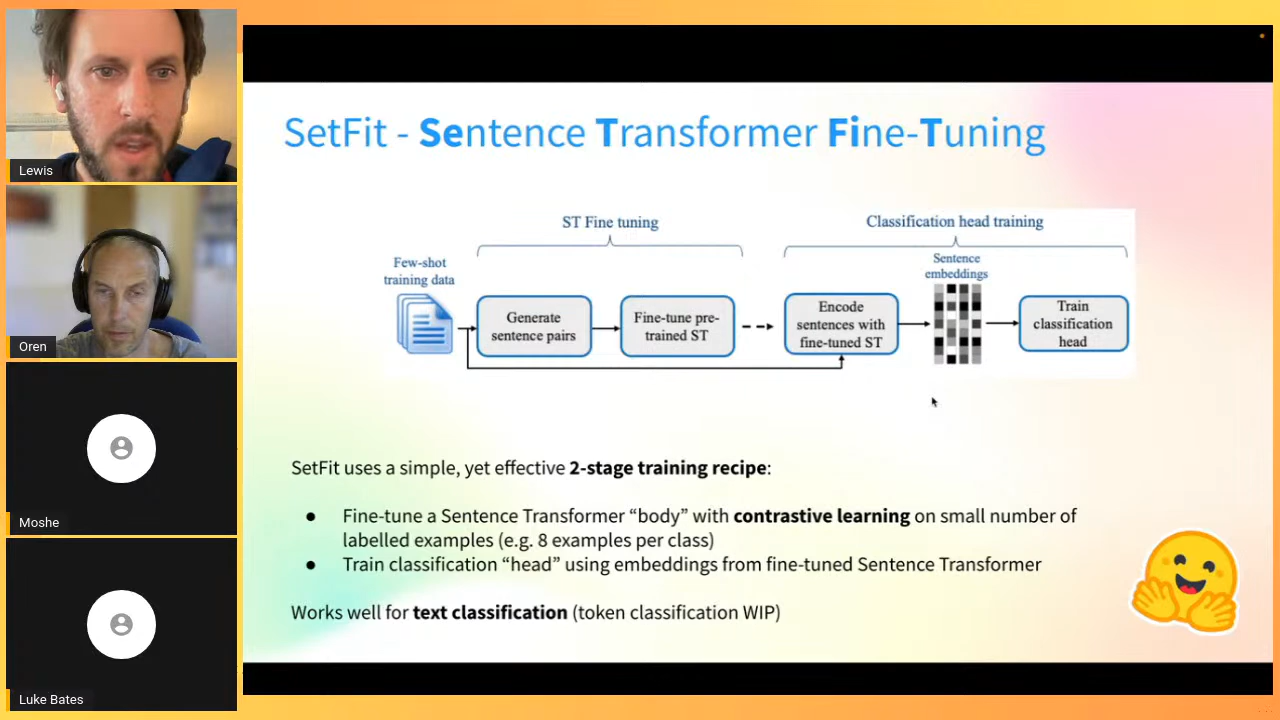 Lewis
Oren
Moshe
Luke Bates
SetFit - Sentence Transformer Fine-Tuning
ST Fine tuning
Classification head training
Few-shot
training data
Sentence
embeddings
Generate
sentence pairs
Fine-tune pre-
trained ST
Encode
sentences with
fine-tuned ST
Train
classification
head
SetFit uses a simple, yet effective 2-stage training recipe:
● Fine-tune a Sentence Transformer “body” with contrastive learning on small number of
labelled examples (e.g. 8 examples per class)
● Train classification “head” using embeddings from fine-tuned Sentence Transformer
Works well for text classification (token classification WIP)